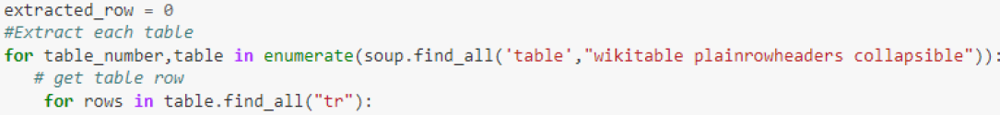 extracted_row = 0
#Extract each table
for table_number,table in enumerate(soup.find_all('table',"wikitable plainrowheaders collapsible")):
   # get table row
    for rows in table.find_all("tr"):